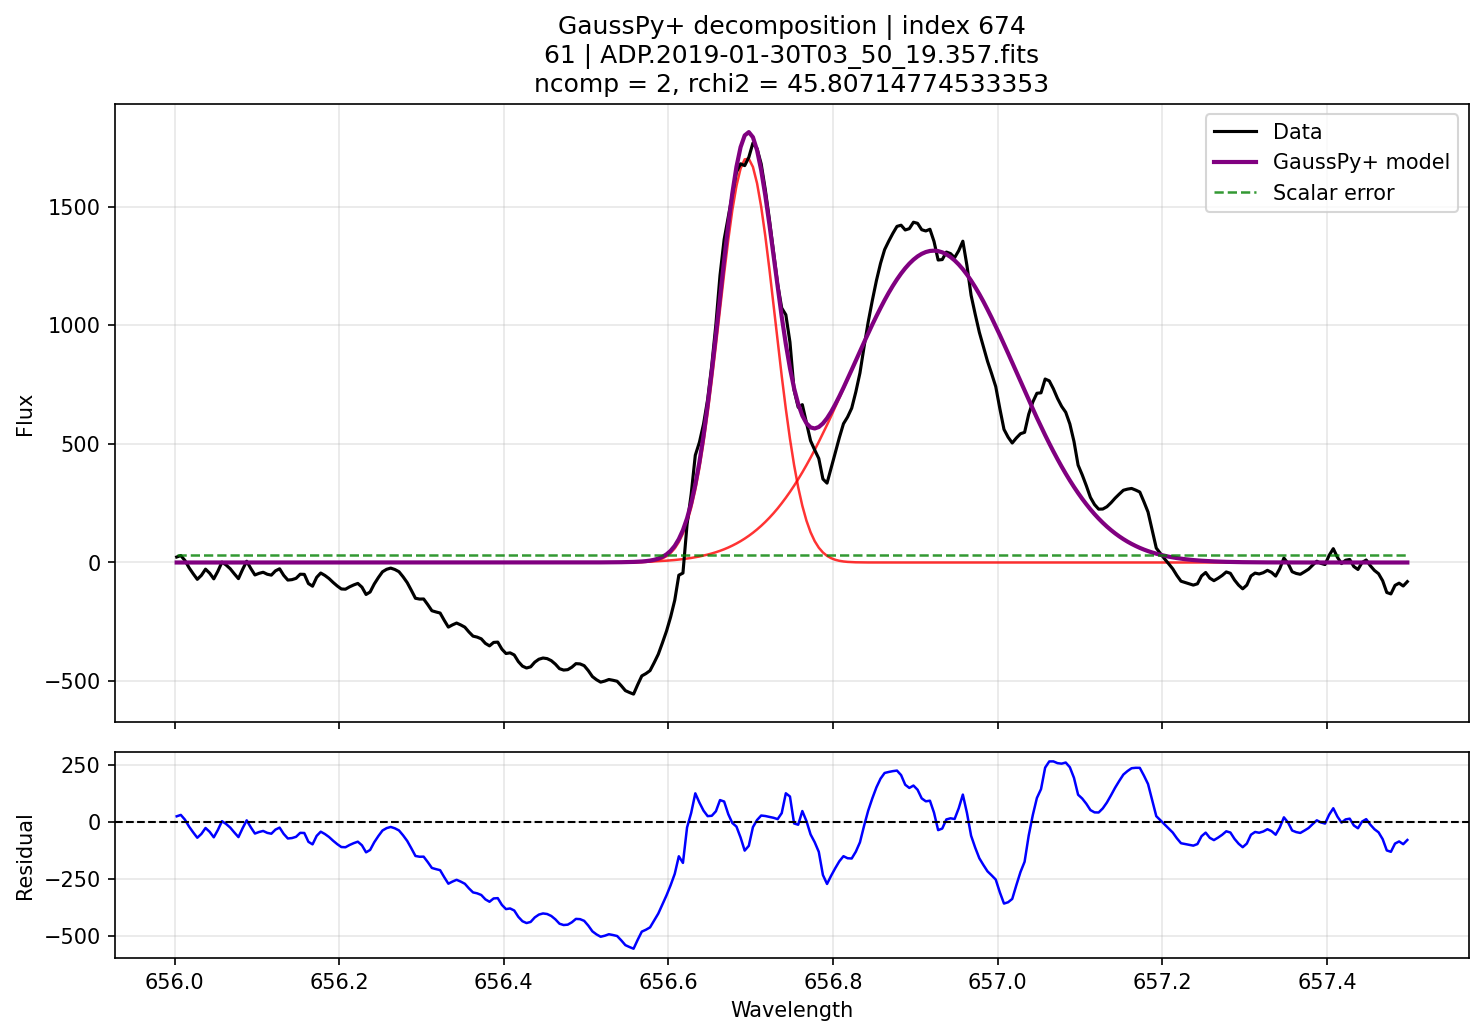 GaussPy+ decomposition | index 674
61 | ADP.2019-01-30T03_50_19.357.fits
ncomp = 2, rchi2 = 45.80714774533353
Data
GaussPy+ model
Scalar error
Flux
1500
1000
500
0
−500
Residual
250
0
−250
−500
656.0 656.2 656.4 656.6 656.8 657.0 657.2 657.4
Wavelength